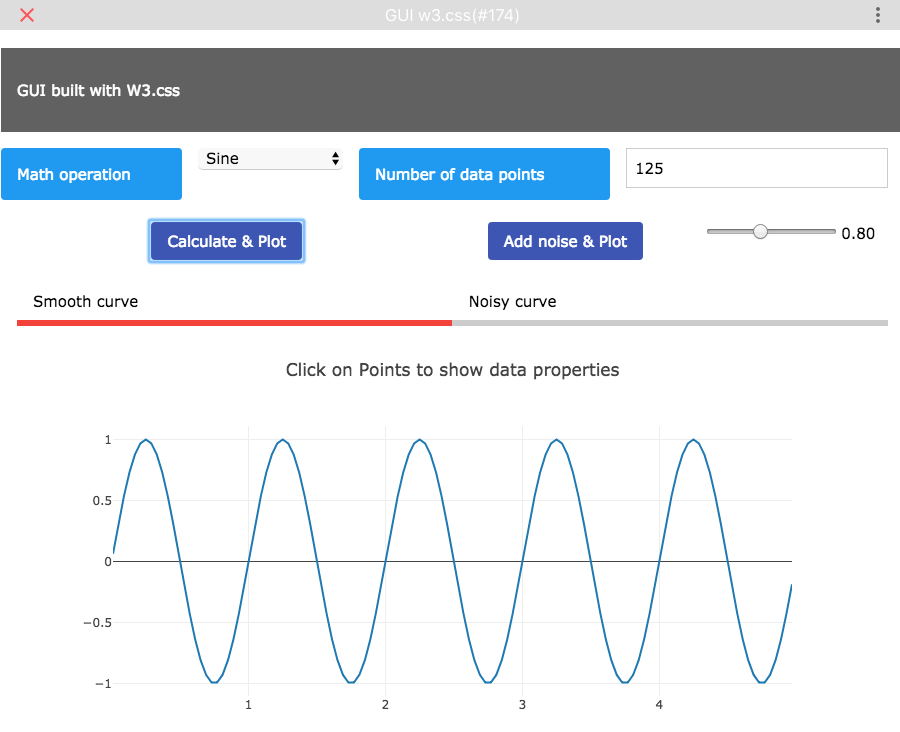 GUI w3.css(#174)
GUI built with W3.css
Math operation
Sine
Number of data points
125
Calculate & Plot
Add noise & Plot
0.80
Smooth curve
Noisy curve
Click on Points to show data properties
1
0.5
0
−0.5
−1
1
2
3
4